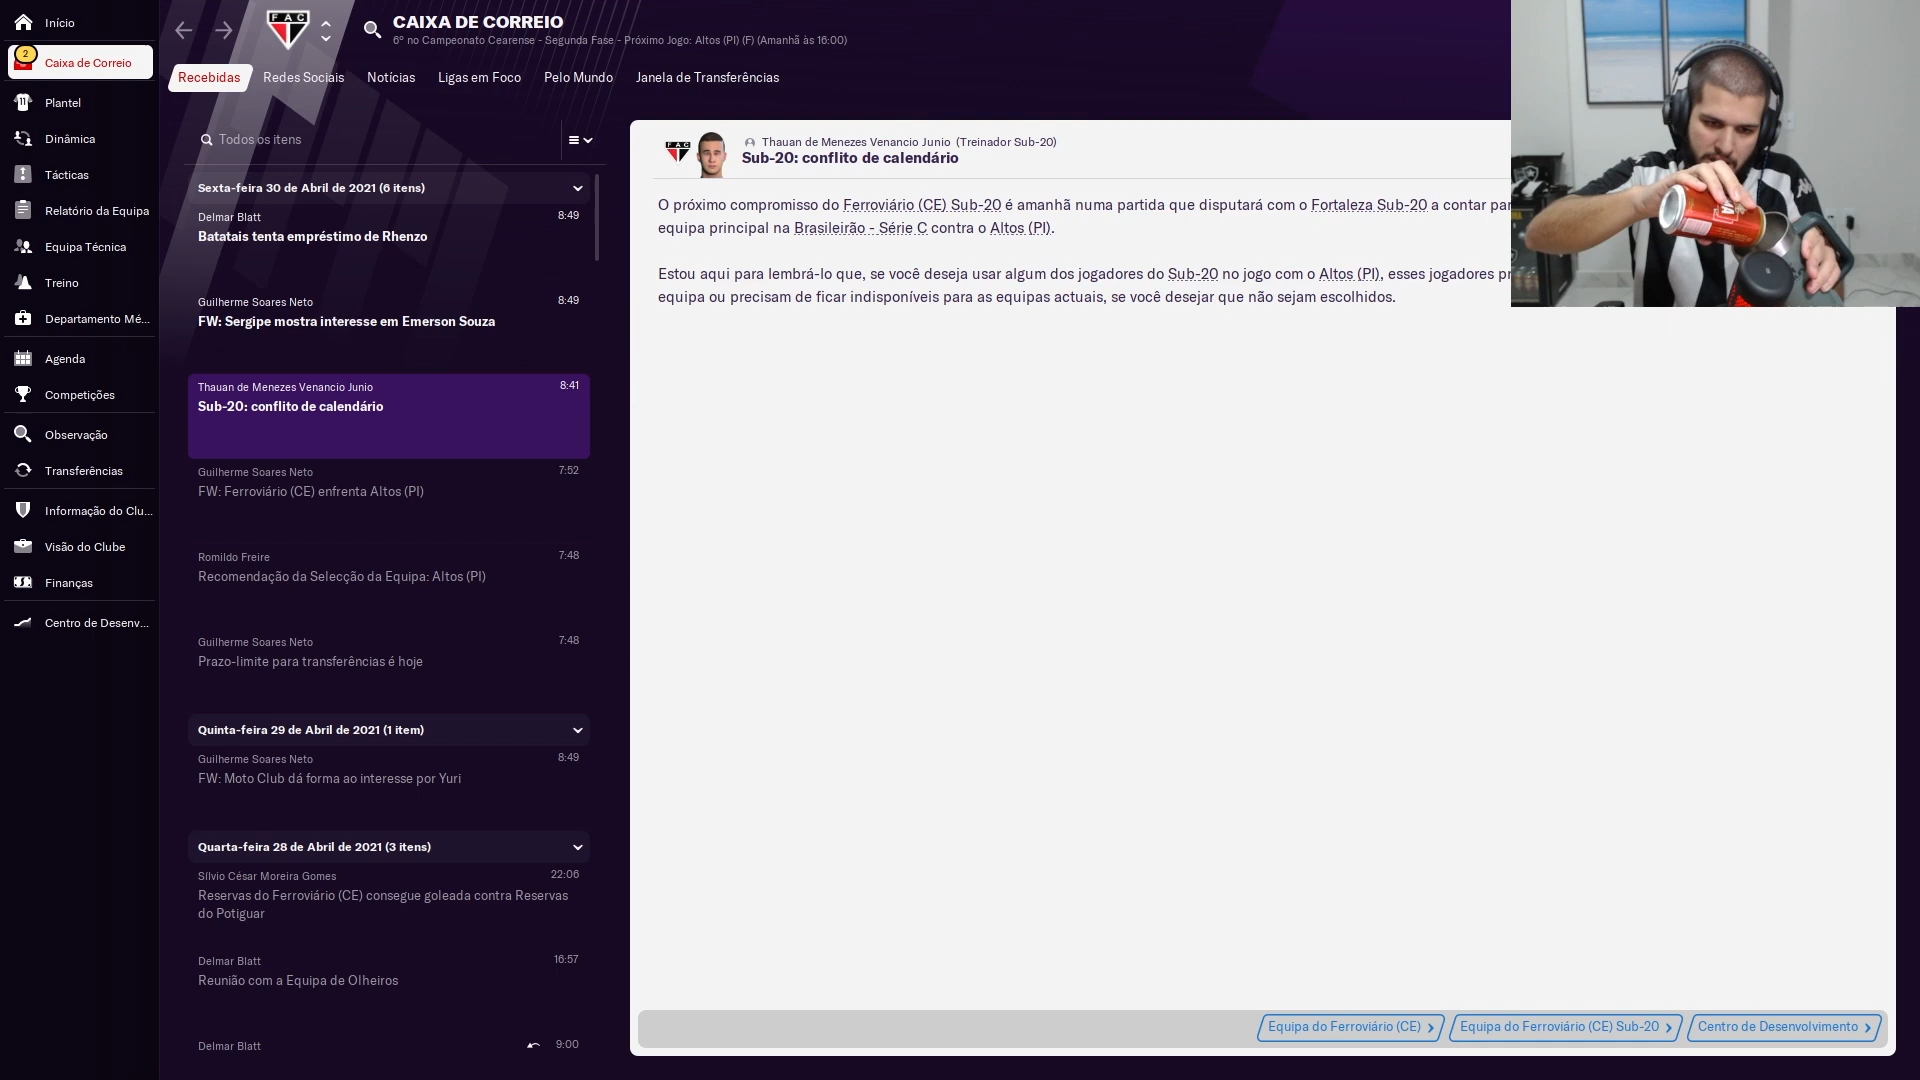 Início
2
Caixa de Correio
Plantel
Dinâmica
Tácticas
Relatório da Equipa
Equipa Técnica
Treino
Departamento Mé...
Agenda
Competições
Observação
Transferências
Informação do Clu...
Visão do Clube
Finanças
Centro de Desenv...
FAC
CAIXA DE CORREIO
6º no Campeonato Cearense - Segunda Fase - Próximo Jogo: Altos (PI) (F) (Amanhã às 16:00)
Recebidas Redes Sociais Notícias Ligas em Foco Pelo Mundo Janela de Transferências
Todos os itens
Sexta-feira 30 de Abril de 2021 (6 itens)
Delmar Blatt 8:49
Batatais tenta empréstimo de Rhenzo
Guilherme Soares Neto 8:49
FW: Sergipe mostra interesse em Emerson Souza
Thauan de Menezes Venancio Junio 8:41
Sub-20: conflito de calendário
Guilherme Soares Neto 7:52
FW: Ferroviário (CE) enfrenta Altos (PI)
Romildo Freire 7:48
Recomendação da Selecção da Equipa: Altos (PI)
Guilherme Soares Neto 7:48
Prazo-limite para transferências é hoje
Quinta-feira 29 de Abril de 2021 (1 item)
Guilherme Soares Neto 8:49
FW: Moto Club dá forma ao interesse por Yuri
Quarta-feira 28 de Abril de 2021 (3 itens)
Sílvio César Moreira Gomes 22:06
Reservas do Ferroviário (CE) consegue goleada contra Reservas
do Potiguar
Delmar Blatt 16:57
Reunião com a Equipa de Olheiros
Delmar Blatt 9:00
FAC
Thauan de Menezes Venancio Junio (Treinador Sub-20)
Sub-20: conflito de calendário
O próximo compromisso do Ferroviário (CE) Sub-20 é amanhã numa partida que disputará com o Fortaleza Sub-20 a contar par
equipa principal na Brasileirão - Série C contra o Altos (PI).
Estou aqui para lembrá-lo que, se você deseja usar algum dos jogadores do Sub-20 no jogo com o Altos (PI), esses jogadores pr
equipa ou precisam de ficar indisponíveis para as equipas actuais, se você desejar que não sejam escolhidos.
Equipa do Ferroviário (CE) Equipa do Ferroviário (CE) Sub-20 Centro de Desenvolvimento